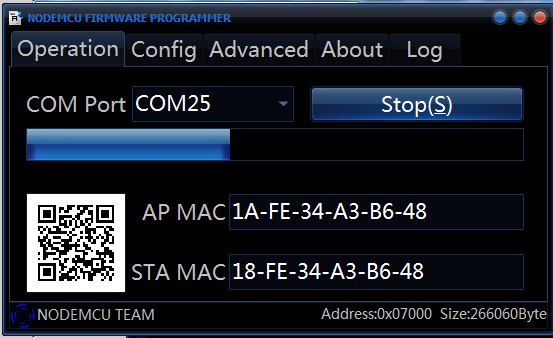 NODEMCU FIRMWARE PROGRAMMER
Operation Config Advanced About Log
COM Port COM25 Stop(S)
AP MAC 1A-FE-34-A3-B6-48
STA MAC 18-FE-34-A3-B6-48
NODEMCU TEAM Address:0x07000 Size:266060Byte